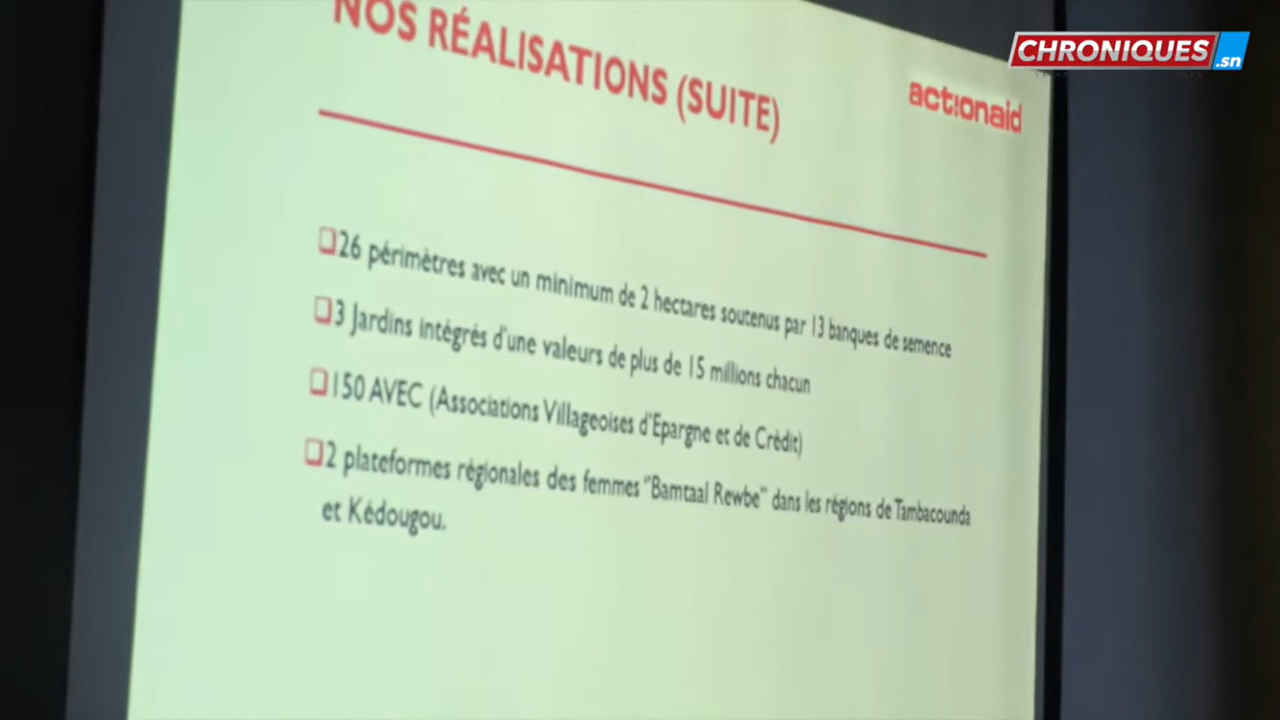 CHRONIQUES.sn
NOS RÉALISATIONS (SUITE)
act!onaid
26 périmètres avec un minimum de 2 hectares soutenus par 13 banques de semence
3 Jardins intégrés d'une valeurs de plus de 15 millions chacun
150 AVEC (Associations Villageoises d'Epargne et de Crédit)
2 plateformes régionales des femmes "Bamtaal Rewbe" dans les régions de Tambacounda
et Kédougou.